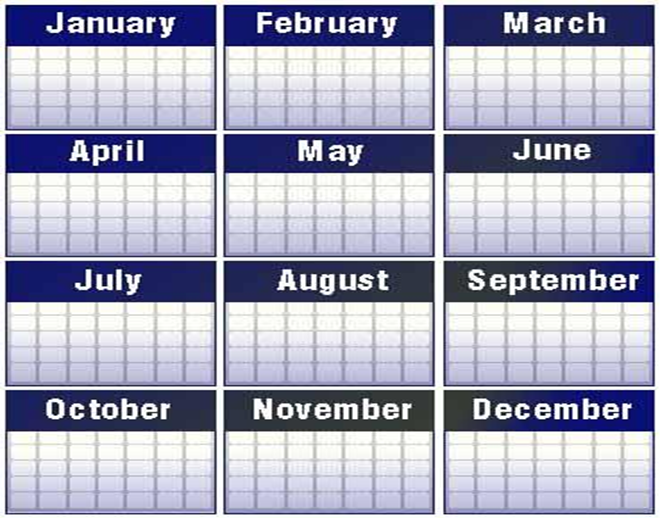 January
February
March
April
May
June
July
August
September
October
November
December